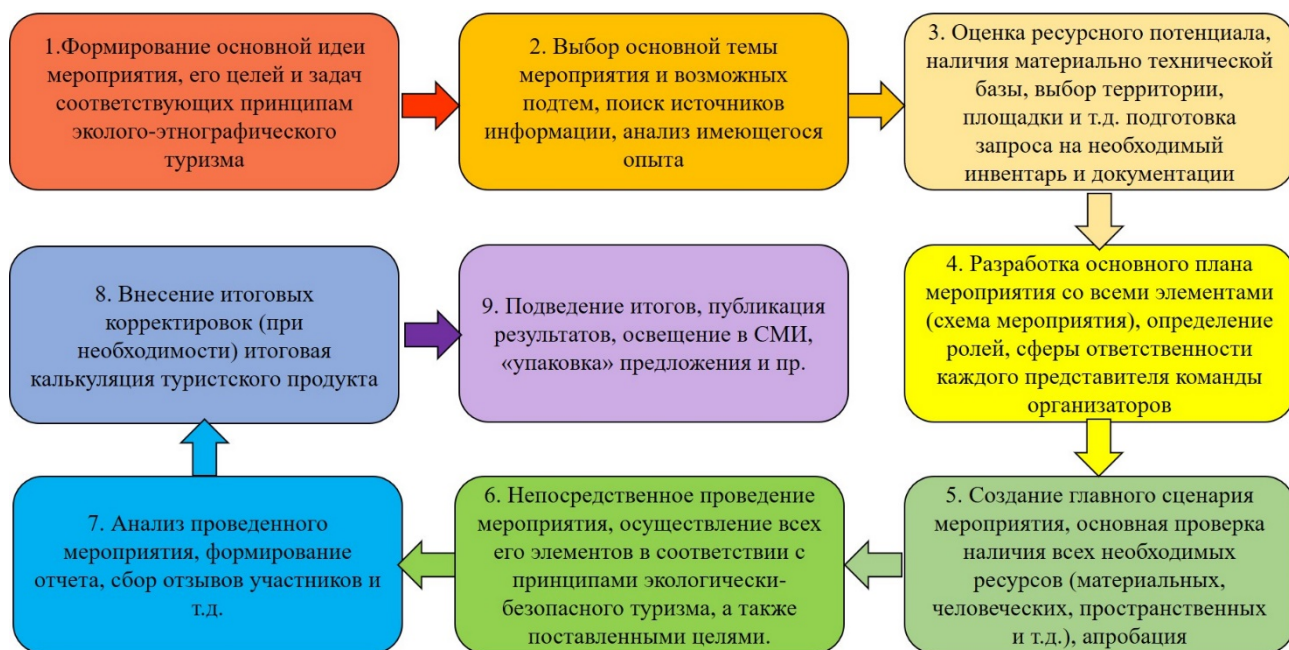 1.Формирование основной идеи
мероприятия, его целей и задач
соответствующих принципам
эколого-этнографического
туризма
2. Выбор основной темы
мероприятия и возможных
подтем, поиск источников
информации, анализ имеющегося
опыта
3. Оценка ресурсного потенциала,
наличия материально технической
базы, выбор территории,
площадки и т.д. подготовка
запроса на необходимый
инвентарь и документации
4. Разработка основного плана
мероприятия со всеми элементами
(схема мероприятия), определение
ролей, сферы ответственности
каждого представителя команды
организаторов
5. Создание главного сценария
мероприятия, основная проверка
наличия всех необходимых
ресурсов (материальных,
человеческих, пространственных
и т.д.), апробация
6. Непосредственное проведение
мероприятия, осуществление всех
его элементов в соответствии с
принципами экологически-
безопасного туризма, а также
поставленными целями.
7. Анализ проведенного
мероприятия, формирование
отчета, сбор отзывов участников и
т.д.
8. Внесение итоговых
корректировок (при
необходимости) итоговая
калькуляция туристского продукта
9. Подведение итогов, публикация
результатов, освещение в СМИ,
«упаковка» предложения и пр.